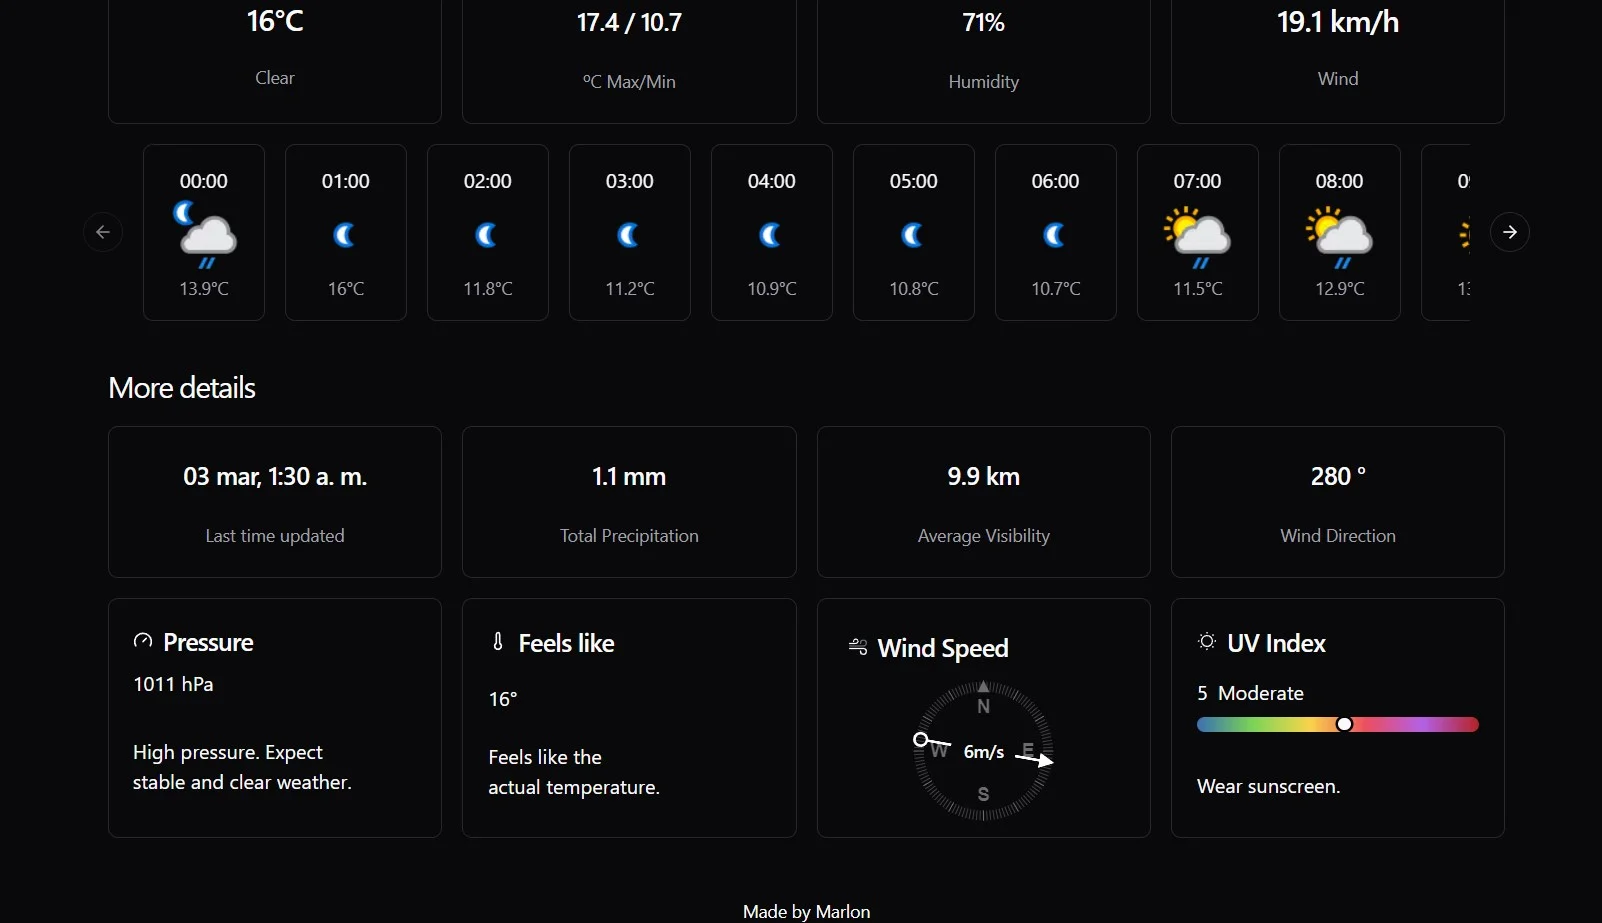 16°C
17.4 / 10.7
71%
19.1 km/h
Clear
ºC Max/Min
Humidity
Wind
00:00
01:00
02:00
03:00
04:00
05:00
06:00
07:00
08:00
13.9°C
16°C
11.8°C
11.2°C
10.9°C
10.8°C
10.7°C
11.5°C
12.9°C
More details
03 mar, 1:30 a. m.
Last time updated
1.1 mm
Total Precipitation
9.9 km
Average Visibility
280 °
Wind Direction
Pressure
1011 hPa
High pressure. Expect
stable and clear weather.
Feels like
16°
Feels like the
actual temperature.
Wind Speed
N
W 6m/s E
S
UV Index
5 Moderate
Wear sunscreen.
Made by Marlon